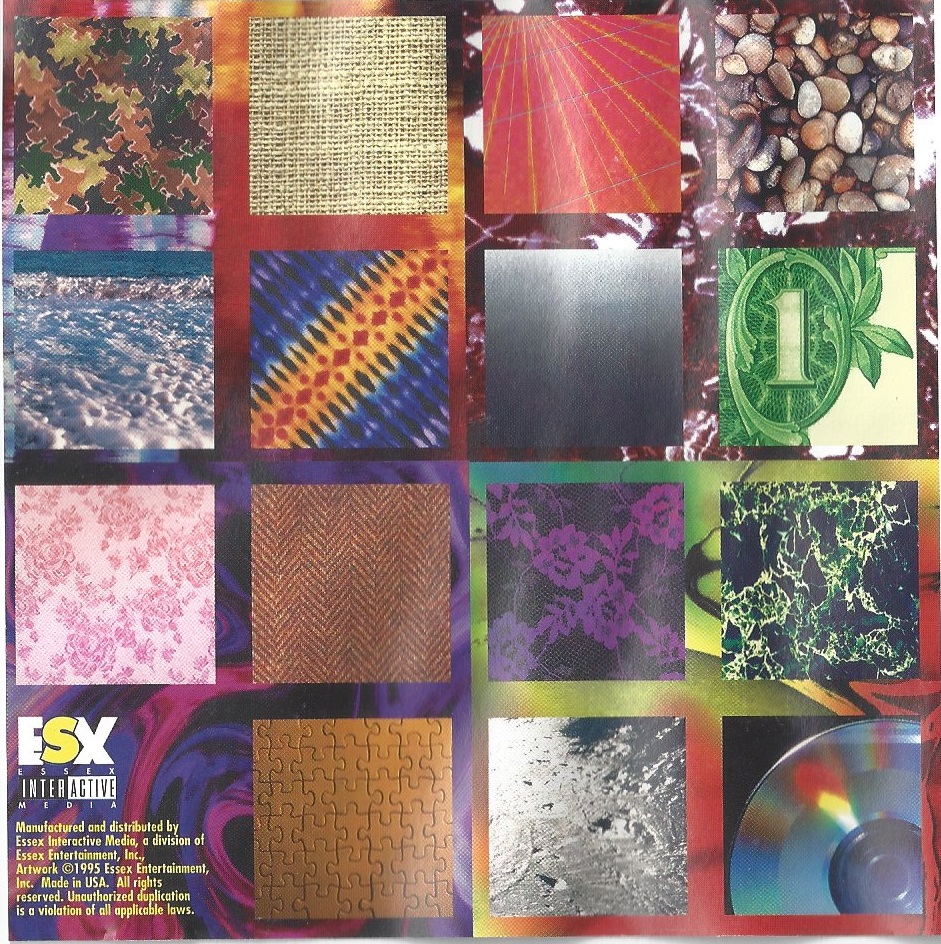 1
ESX
ESSEX
INTERACTIVE
MEDIA
Manufactured and distributed by
Essex Interactive Media, a division of
Essex Entertainment, Inc.,
Artwork ©1995 Essex Entertainment,
Inc. Made in USA. All rights
reserved. Unauthorized duplication
is a violation of all applicable laws.